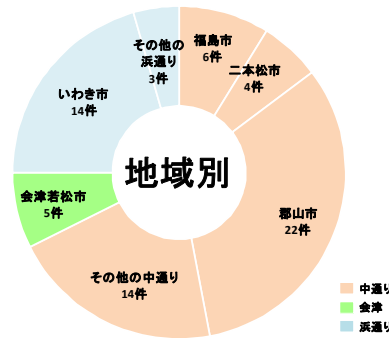 福島市
6件
二本松市
4件
郡山市
22件
その他の中通り
14件
会津若松市
5件
いわき市
14件
その他の
浜通り
3件
地域別
中通り
会津
浜通り